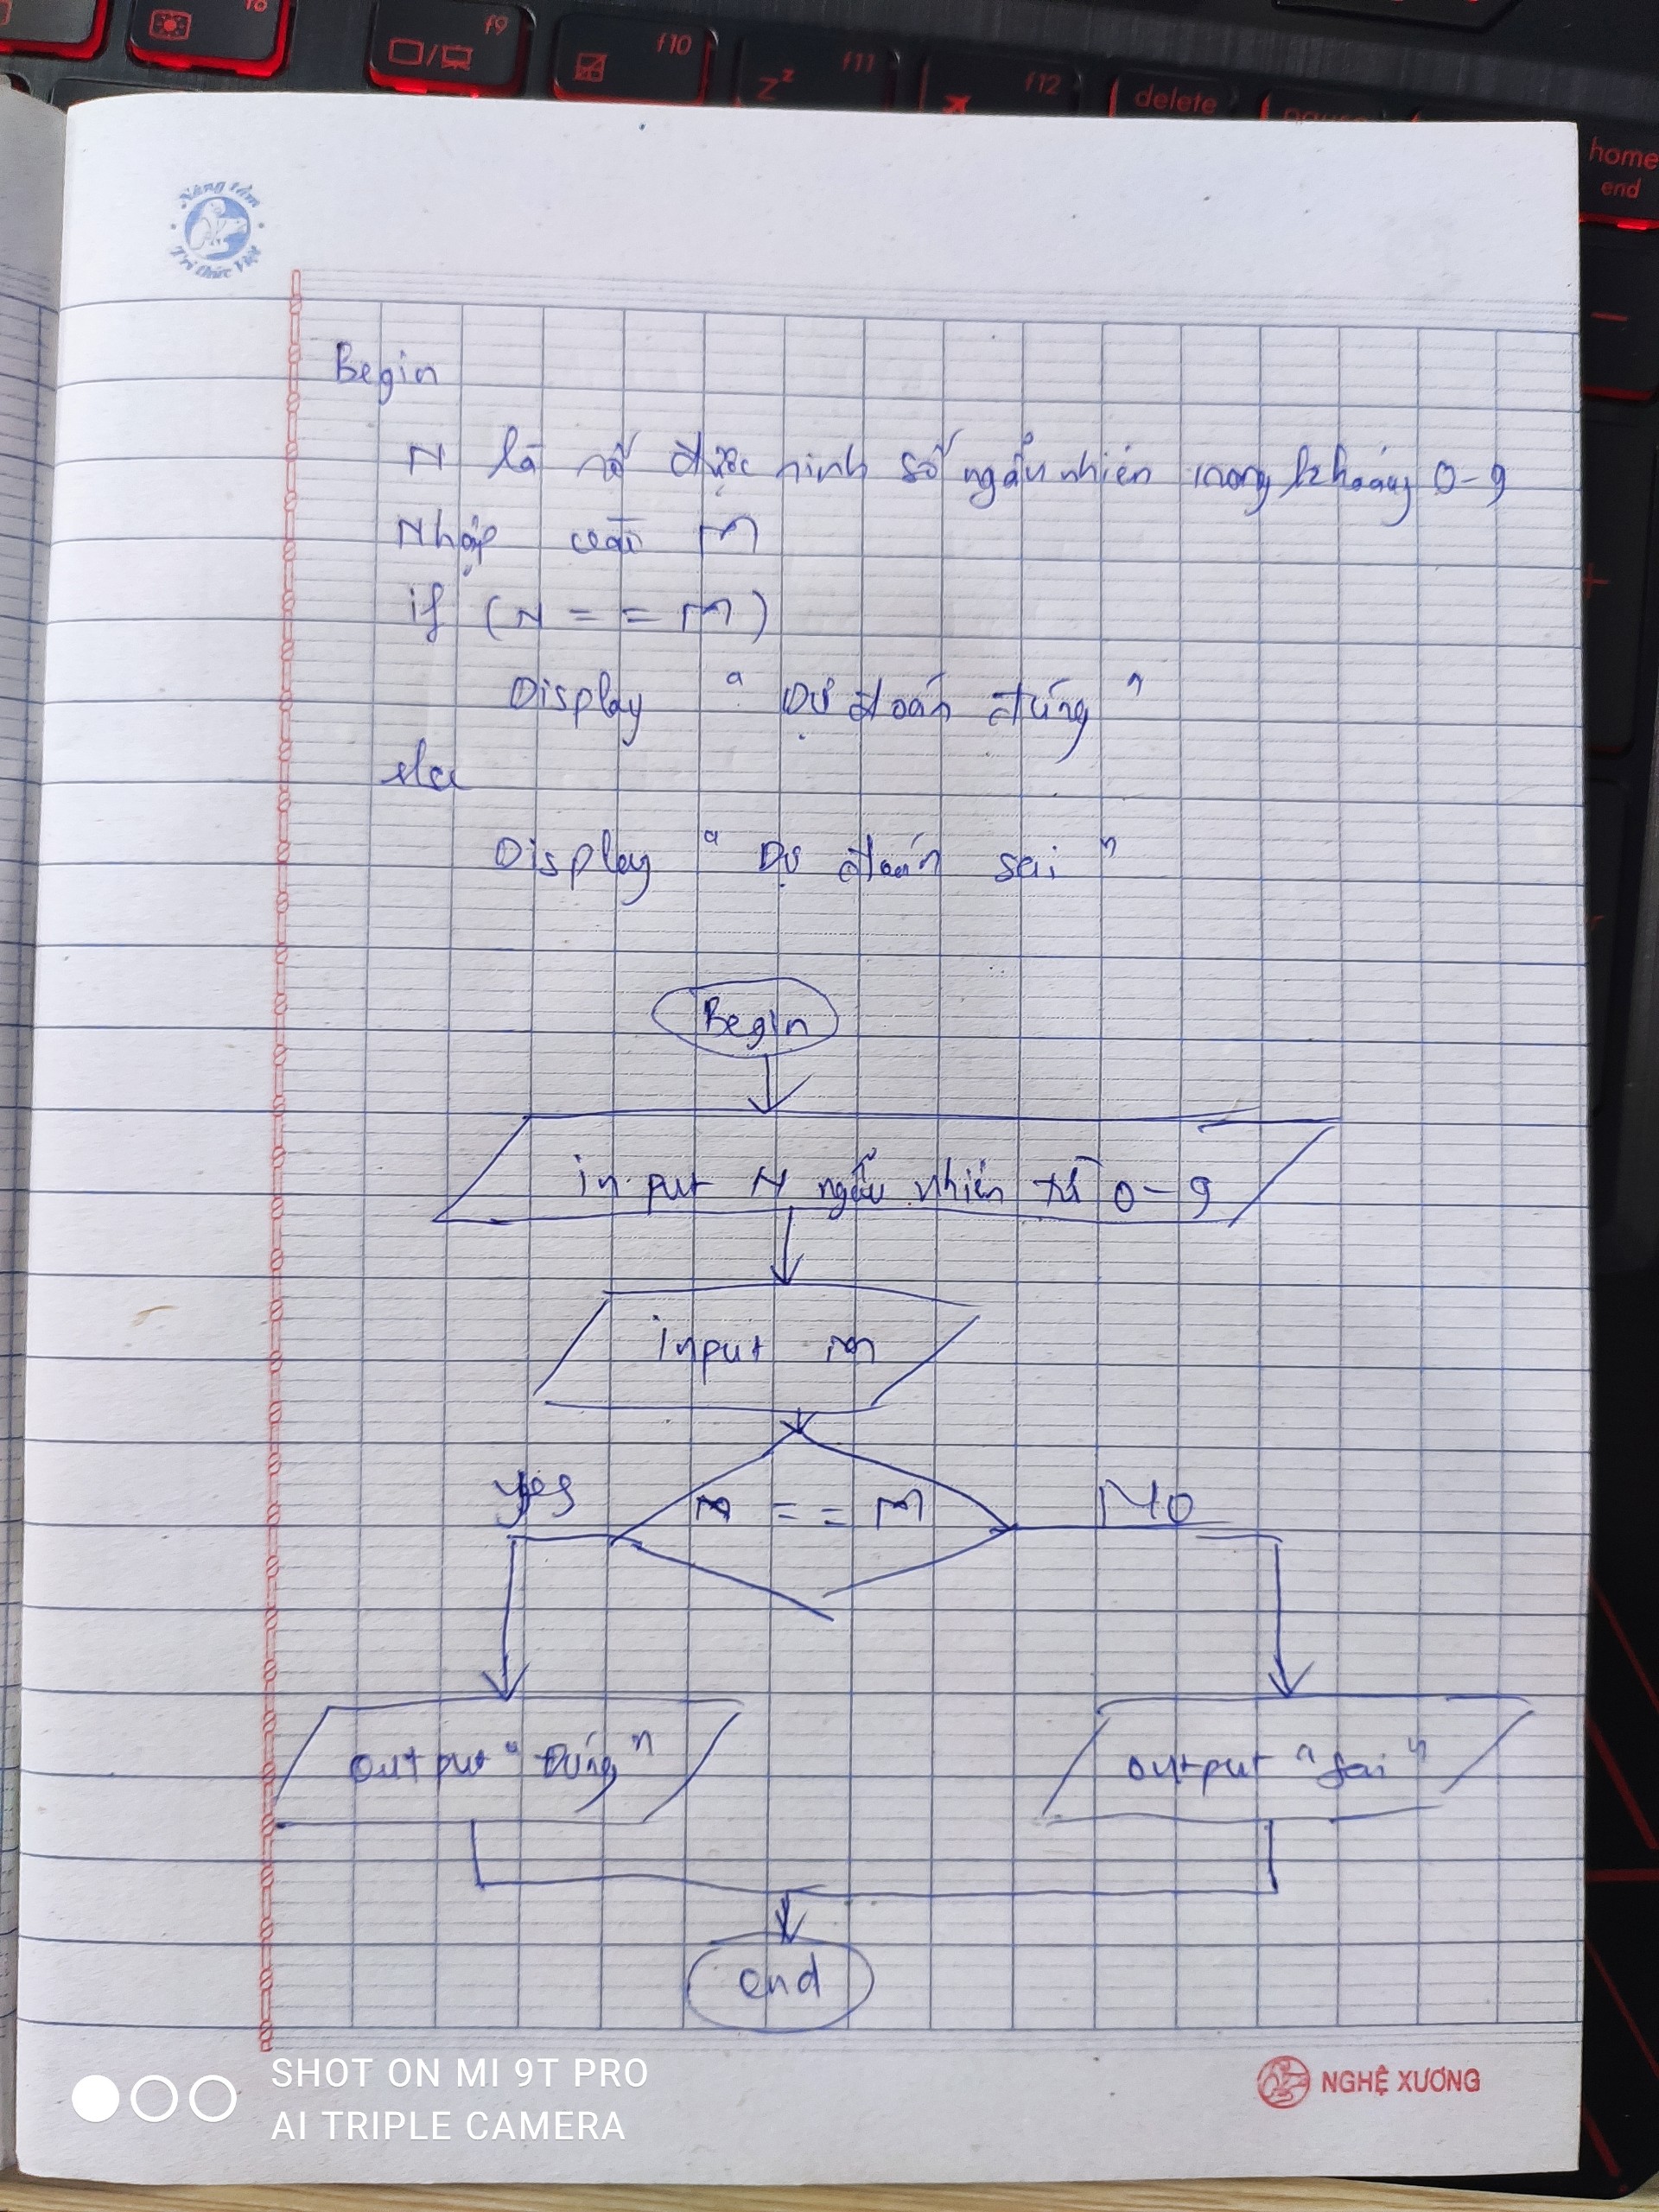 f9
f10
f11
f12
delete
home
end
Nâng tầm
Tri thức Việt
Begin
N là số được sinh số ngẫu nhiên trong khoảng 0-9
Nhập vào M
if (N == M)
Display " Dự đoán đúng "
else
Display " Dự đoán sai "
Begin
input N ngẫu nhiên từ 0-9
input m
Yes
== M
No
output "Đúng"
output "Sai"
end
SHOT ON MI 9T PRO
AI TRIPLE CAMERA
NGHỆ XƯƠNG